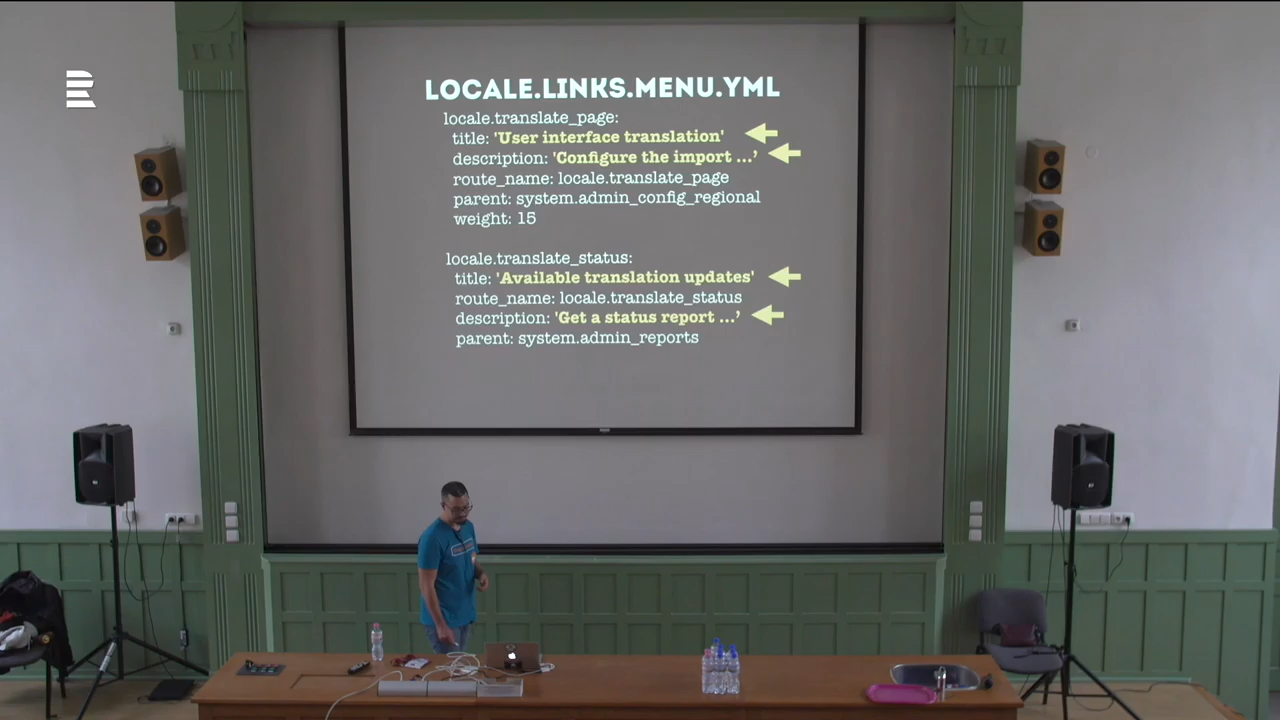 LOCALE.LINKS.MENU.YML
locale.translate_page:
title: 'User interface translation'
description: 'Configure the import ...'
route_name: locale.translate_page
parent: system.admin_config_regional
weight: 15
locale.translate_status:
title: 'Available translation updates'
route_name: locale.translate_status
description: 'Get a status report ...'
parent: system.admin_reports